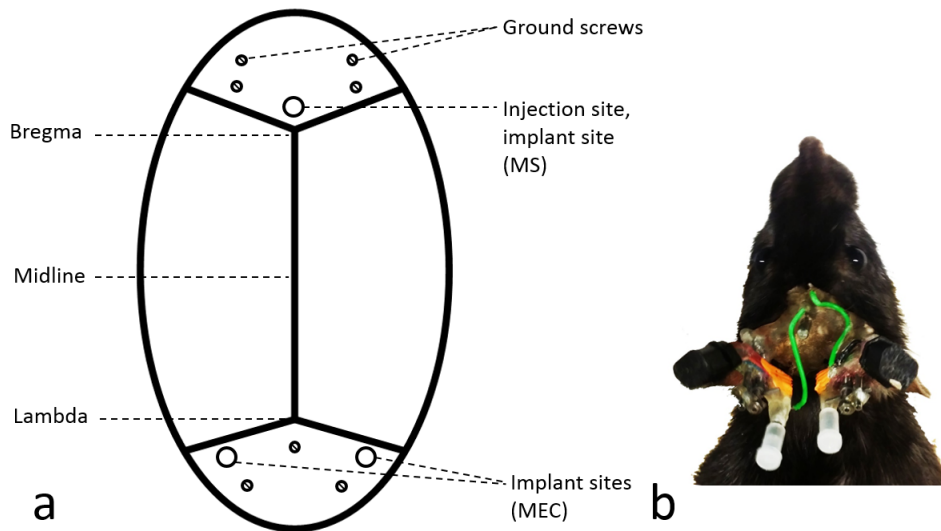 Ground screws
Injection site,
implant site
(MS)
Bregma
Midline
Lambda
Implant sites
(MEC)
a
b